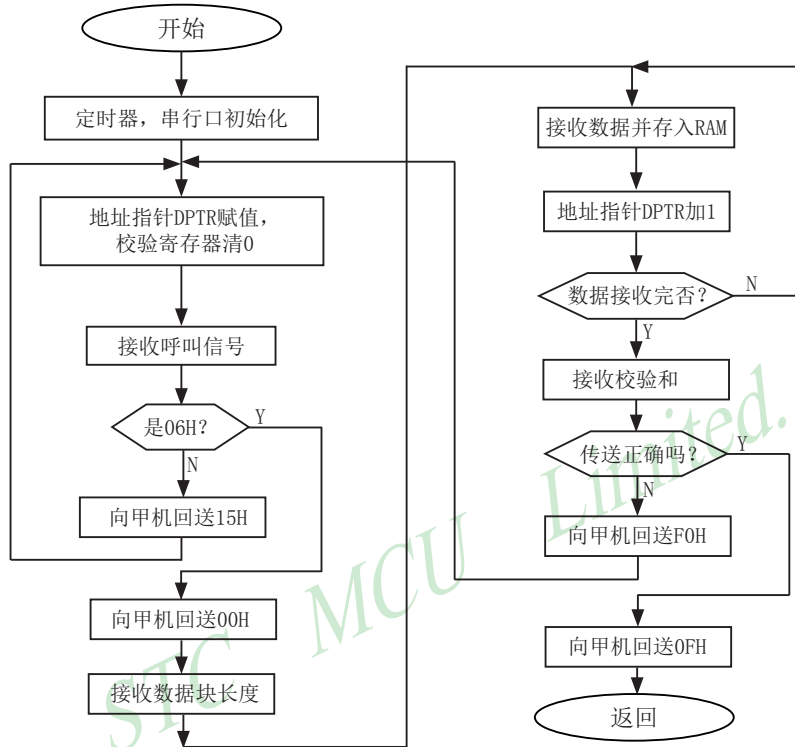 开始
定时器，串行口初始化
地址指针DPTR赋值，
校验寄存器清0
接收呼叫信号
是06H？
Y
N
向甲机回送15H
向甲机回送00H
接收数据块长度
接收数据并存入RAM
地址指针DPTR加1
数据接收完否？
N
Y
接收校验和
传送正确吗？
Y
N
向甲机回送F0H
向甲机回送0FH
返回
STC MCU Limited.